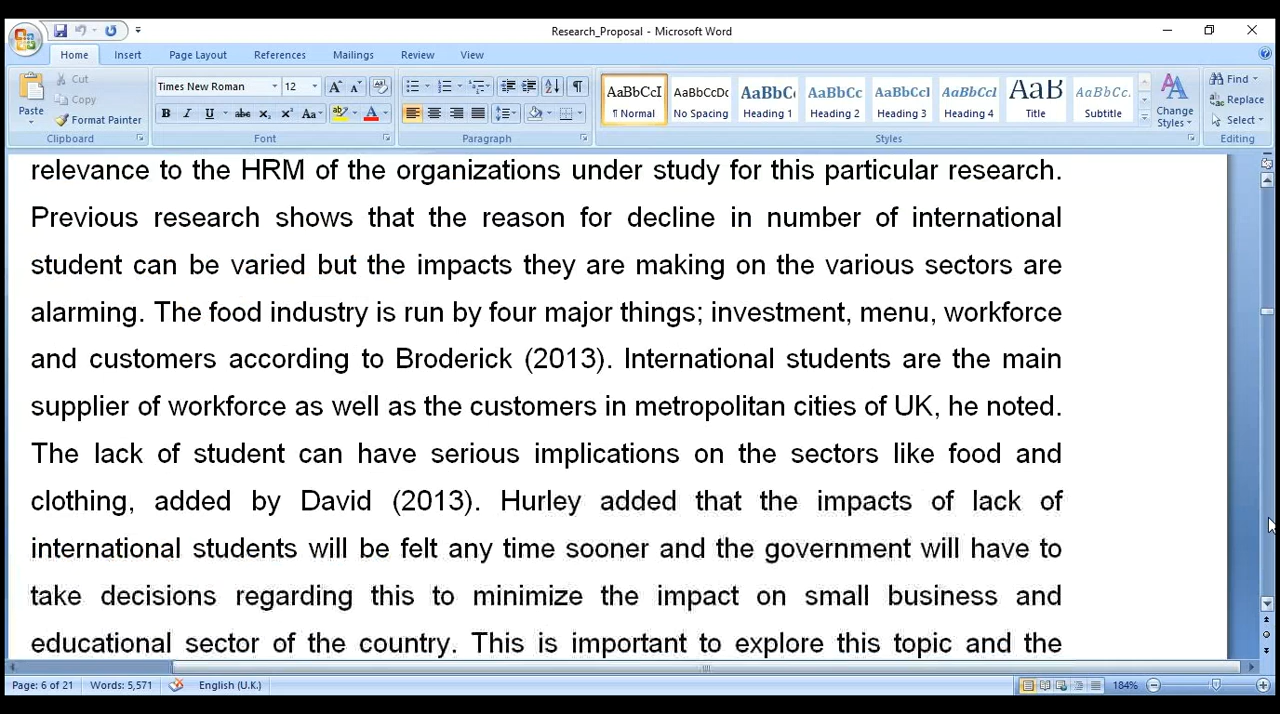 Research_Proposal - Microsoft Word
Home Insert Page Layout References Mailings Review View
Cut
Copy
Format Painter
Paste
Clipboard
Times New Roman 12
B I U abc x₂ x² Aa A
Font
Paragraph
AaBbCcI AaBbCcDc AaBbC AaBbCc AaBbCcI AaBbCcI AaB AaBbCc.
¶ Normal No Spacing Heading 1 Heading 2 Heading 3 Heading 4 Title Subtitle
Styles
Change Styles
Find
Replace
Select
Editing
relevance to the HRM of the organizations under study for this particular research.
Previous research shows that the reason for decline in number of international
student can be varied but the impacts they are making on the various sectors are
alarming. The food industry is run by four major things; investment, menu, workforce
and customers according to Broderick (2013). International students are the main
supplier of workforce as well as the customers in metropolitan cities of UK, he noted.
The lack of student can have serious implications on the sectors like food and
clothing, added by David (2013). Hurley added that the impacts of lack of
international students will be felt any time sooner and the government will have to
take decisions regarding this to minimize the impact on small business and
educational sector of the country. This is important to explore this topic and the
Page: 6 of 21 Words: 5,571 English (U.K.) 184%